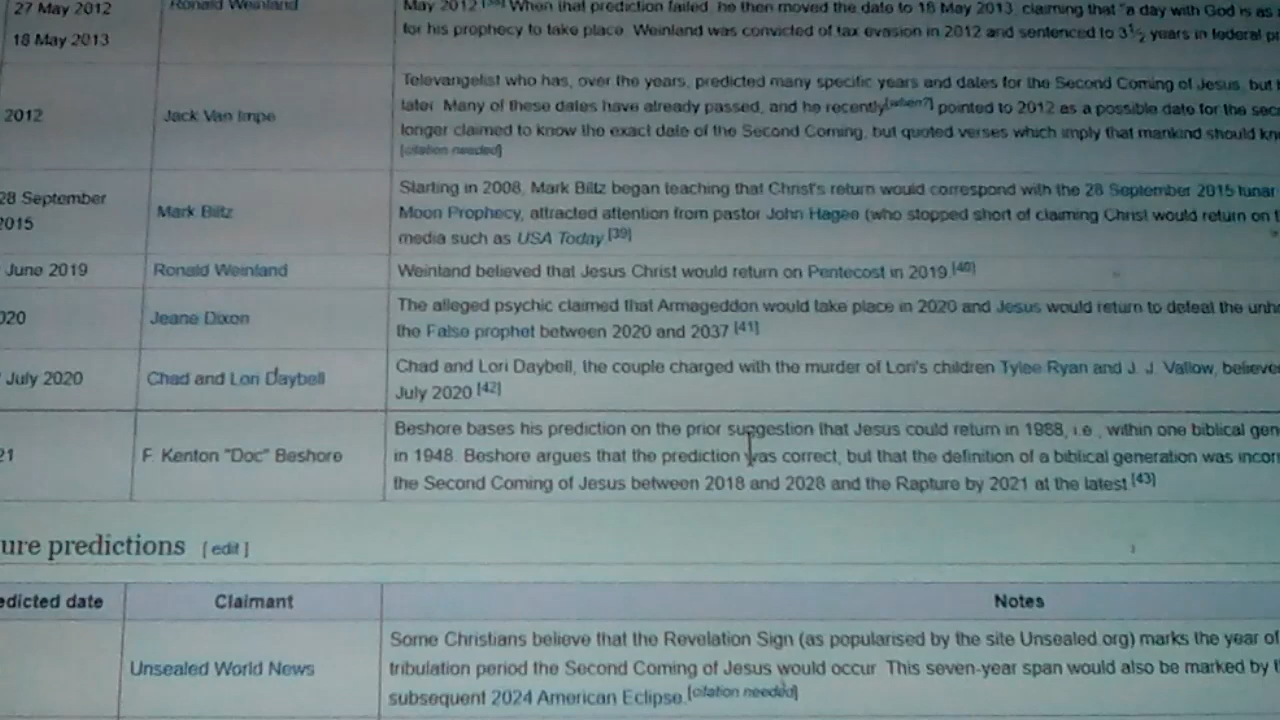 27 May 2012
18 May 2013
Ronald Weinland
May 2012 When that prediction failed, he then moved the date to 18 May 2013, claiming that "a day with God is as
for his prophecy to take place. Weinland was convicted of tax evasion in 2012 and sentenced to 3½ years in federal
2012
Jack Van Impe
Televangelist who has, over the years, predicted many specific years and dates for the Second Coming of Jesus, but
later. Many of these dates have already passed, and he recently[when?] pointed to 2012 as a possible date for the
longer claimed to know the exact date of the Second Coming, but quoted verses which imply that mankind should
[citation needed]
28 September
2015
Mark Biltz
Starting in 2008, Mark Biltz began teaching that Christ's return would correspond with the 28 September 2015 lunar
Moon Prophecy, attracted attention from pastor John Hagee (who stopped short of claiming Christ would return on
media such as USA Today.[39]
June 2019
Ronald Weinland
Weinland believed that Jesus Christ would return on Pentecost in 2019.[40]
020
Jeane Dixon
The alleged psychic claimed that Armageddon would take place in 2020 and Jesus would return to defeat the
the False prophet between 2020 and 2037.[41]
July 2020
Chad and Lori Daybell
Chad and Lori Daybell, the couple charged with the murder of Lori's children Tylee Ryan and J. J. Vallow,
July 2020.[42]
21
F. Kenton "Doc" Beshore
Beshore bases his prediction on the prior suggestion that Jesus could return in 1988, i.e., within one biblical
in 1948. Beshore argues that the prediction was correct, but that the definition of a biblical generation was
the Second Coming of Jesus between 2018 and 2028 and the Rapture by 2021 at the latest.[43]
ure predictions [ edit ]
edicted date
Claimant
Notes
Unsealed World News
Some Christians believe that the Revelation Sign (as popularised by the site Unsealed.org) marks the year of
tribulation period the Second Coming of Jesus would occur. This seven-year span would also be marked by
subsequent 2024 American Eclipse.[citation needed]